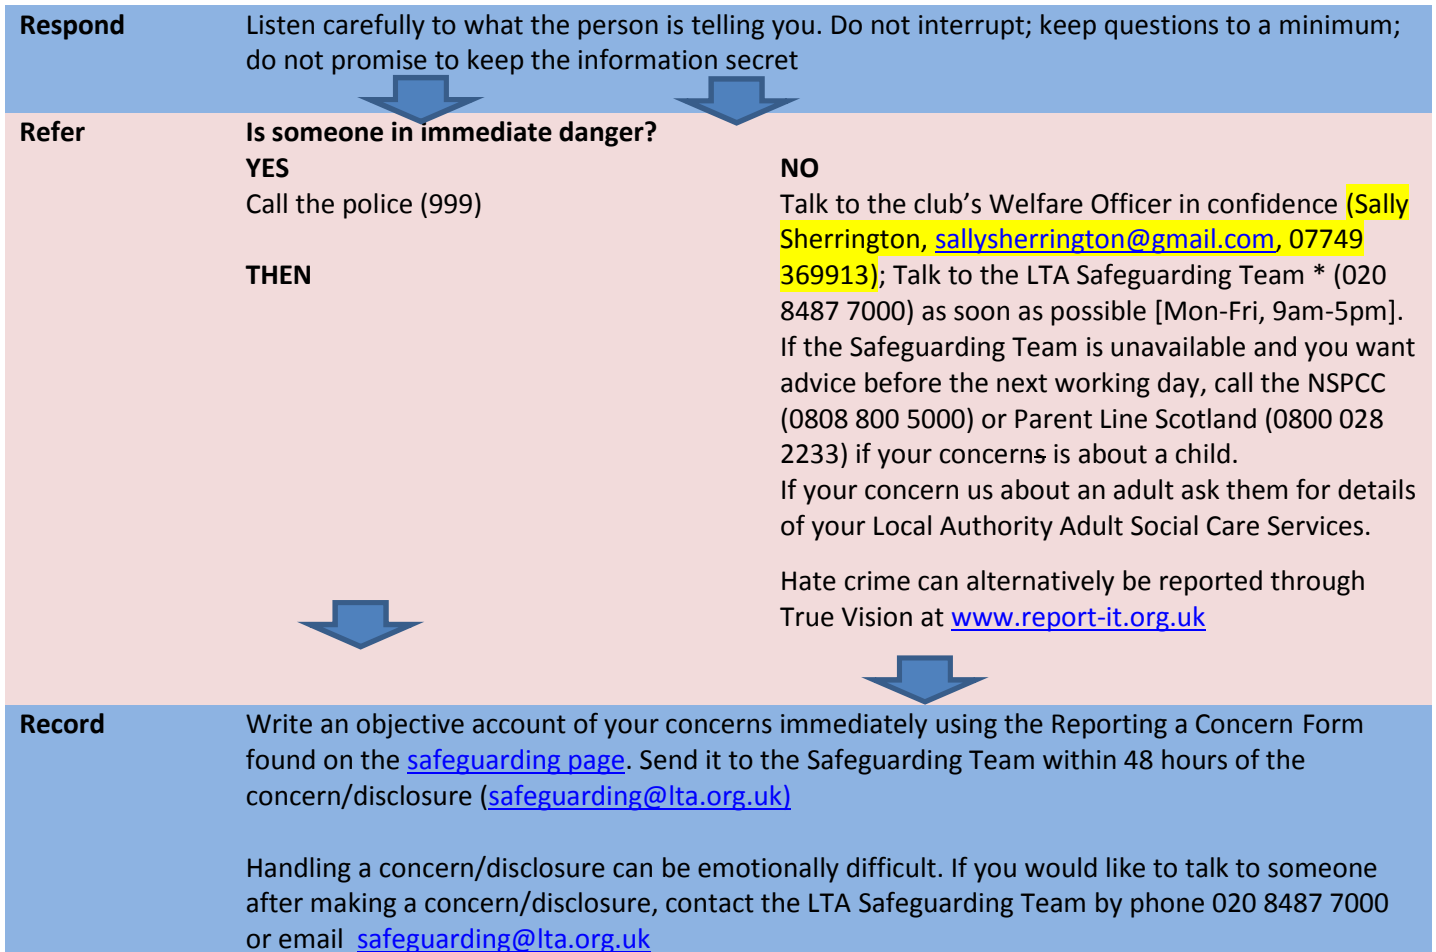 Respond
Listen carefully to what the person is telling you. Do not interrupt; keep questions to a minimum;
do not promise to keep the information secret
Refer
Is someone in immediate danger?
YES
Call the police (999)
THEN
NO
Talk to the club’s Welfare Officer in confidence (Sally
Sherrington, sallysherrington@gmail.com, 07749
369913); Talk to the LTA Safeguarding Team * (020
8487 7000) as soon as possible [Mon-Fri, 9am-5pm].
If the Safeguarding Team is unavailable and you want
advice before the next working day, call the NSPCC
(0808 800 5000) or Parent Line Scotland (0800 028
2233) if your concerns is about a child.
If your concern us about an adult ask them for details
of your Local Authority Adult Social Care Services.
Hate crime can alternatively be reported through
True Vision at www.report-it.org.uk
Record
Write an objective account of your concerns immediately using the Reporting a Concern Form
found on the safeguarding page. Send it to the Safeguarding Team within 48 hours of the
concern/disclosure (safeguarding@lta.org.uk)
Handling a concern/disclosure can be emotionally difficult. If you would like to talk to someone
after making a concern/disclosure, contact the LTA Safeguarding Team by phone 020 8487 7000
or email safeguarding@lta.org.uk